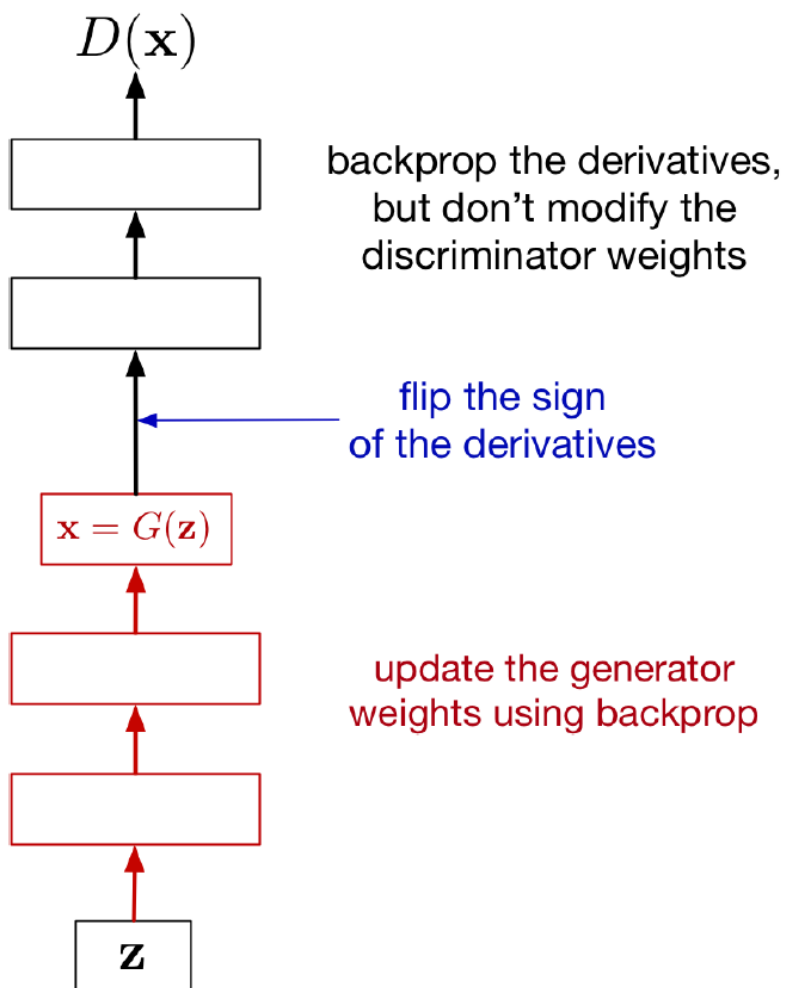 D(x)
backprop the derivatives,
but don't modify the
discriminator weights
flip the sign
of the derivatives
x = G(z)
update the generator
weights using backprop
z